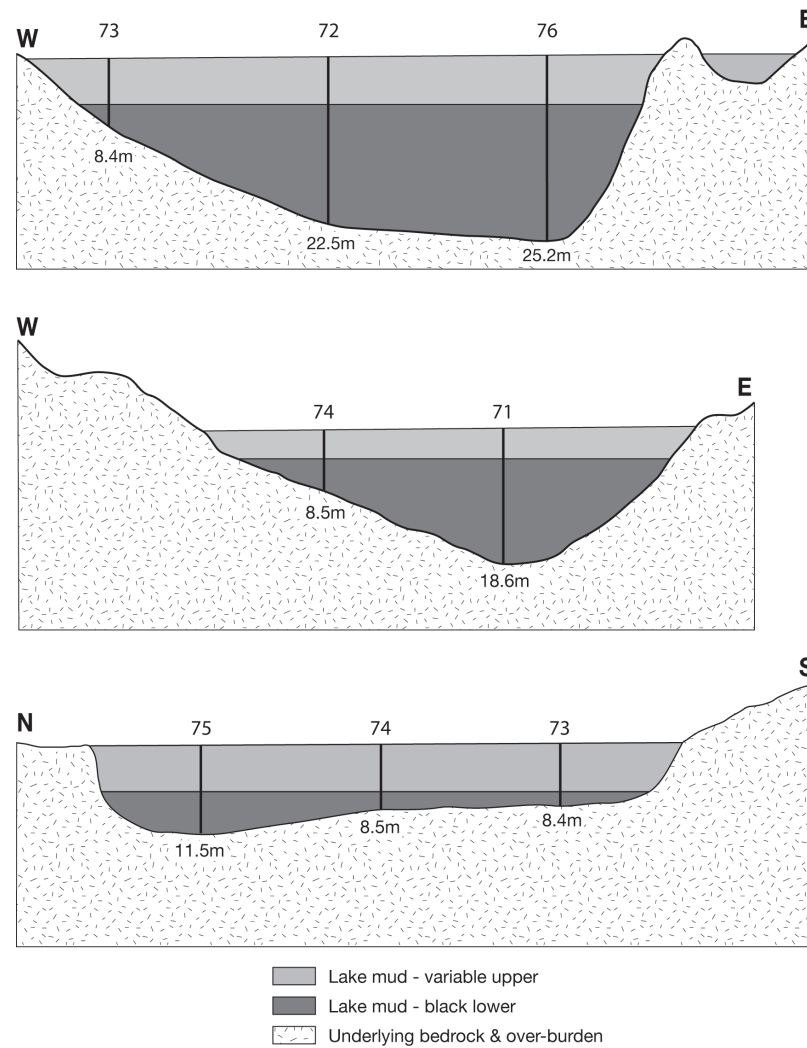 W 73 72 76 E
8.4m
22.5m
25.2m
W
E
74 71
8.5m
18.6m
S
N
75 74 73
8.5m 8.4m
11.5m
Lake mud - variable upper
Lake mud - black lower
Underlying bedrock & over-burden